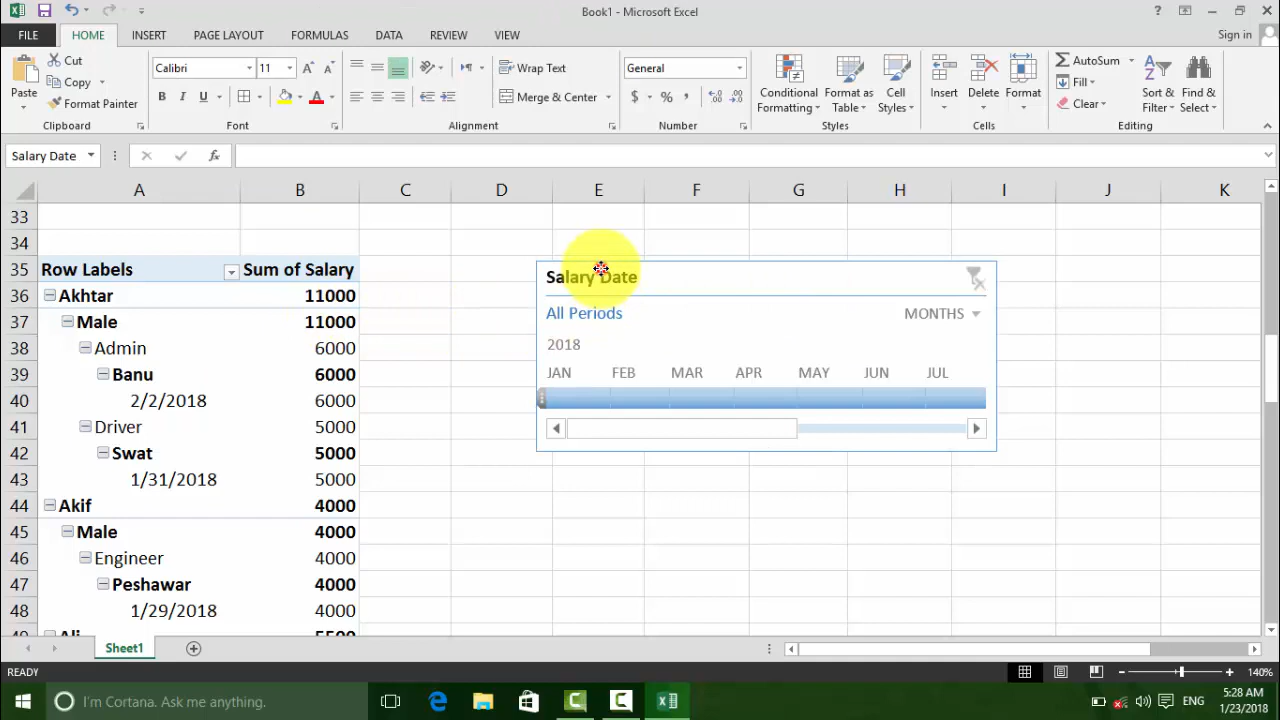 Book1 - Microsoft Excel
?
FILE HOME INSERT PAGE LAYOUT FORMULAS DATA REVIEW VIEW Sign in
Paste
Cut
Copy
Format Painter
Clipboard
Calibri 11
B I U A
Font
Wrap Text
Merge & Center
Alignment
General
$ % ,
Number
Conditional Formatting
Format as Table
Cell Styles
Styles
Insert Delete Format
Cells
AutoSum
Fill
Clear
Sort & Filter
Find & Select
Editing
Salary Date fx
A B C D E F G H I J K
33
34
35 Row Labels Sum of Salary
36 Akhtar 11000
37 Male 11000
38 Admin 6000
39 Banu 6000
40 2/2/2018 6000
41 Driver 5000
42 Swat 5000
43 1/31/2018 5000
44 Akif 4000
45 Male 4000
46 Engineer 4000
47 Peshawar 4000
48 1/29/2018 4000
49 Ali 5500
Salary Date
All Periods MONTHS
2018
JAN FEB MAR APR MAY JUN JUL
Sheet1
READY 140%
I'm Cortana. Ask me anything.
ENG
5:28 AM
1/23/2018